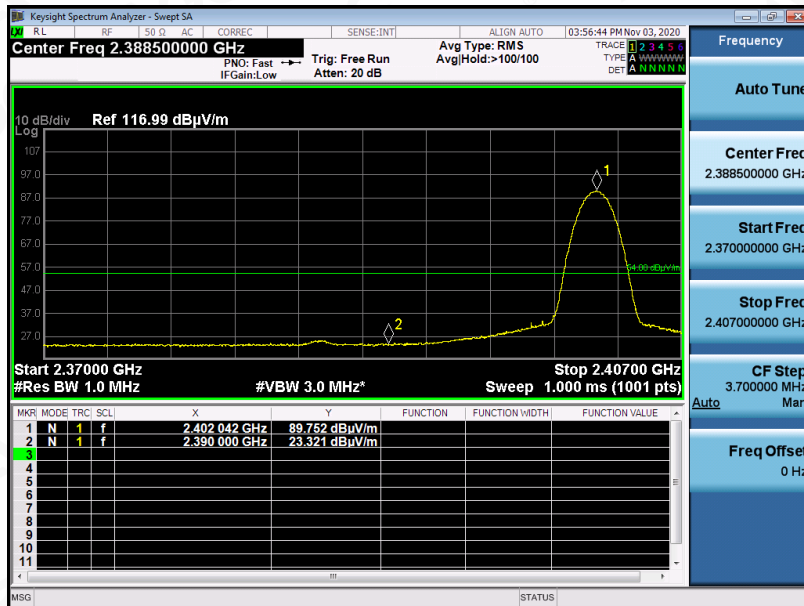 Keysight Spectrum Analyzer - Swept SA
LXI RL RF 50 Ω AC CORREC SENSE:INT ALIGN AUTO 03:56:44 PM Nov 03, 2020
Center Freq 2.388500000 GHz
PNO: Fast
IFGain:Low
Trig: Free Run
Atten: 20 dB
Avg Type: RMS
Avg|Hold:>100/100
TRACE 1 2 3 4 5 6
TYPE A WWWWW
DET A N N N N N
10 dB/div Ref 116.99 dBµV/m
Log
107
97.0
87.0
77.0
67.0
57.0
47.0
37.0
27.0
1
2
54.00 dBµV/m
Start 2.37000 GHz Stop 2.40700 GHz
#Res BW 1.0 MHz #VBW 3.0 MHz* Sweep 1.000 ms (1001 pts)
MKR MODE TRC SCL X Y FUNCTION FUNCTION WIDTH FUNCTION VALUE
1 N 1 f 2.402 042 GHz 89.752 dBµV/m
2 N 1 f 2.390 000 GHz 23.321 dBµV/m
3
4
5
6
7
8
9
10
11
MSG STATUS
Frequency
Auto Tune
Center Freq
2.388500000 GHz
Start Freq
2.370000000 GHz
Stop Freq
2.407000000 GHz
CF Step
3.700000 MHz
Auto Man
Freq Offset
0 Hz